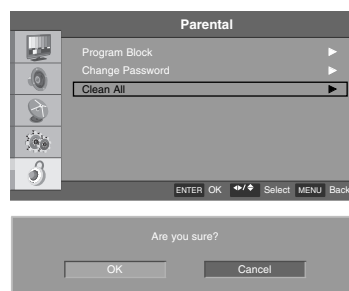 Parental
Program Block
Change Password
Clean All
ENTER OK Select MENU Back
Are you sure?
OK Cancel